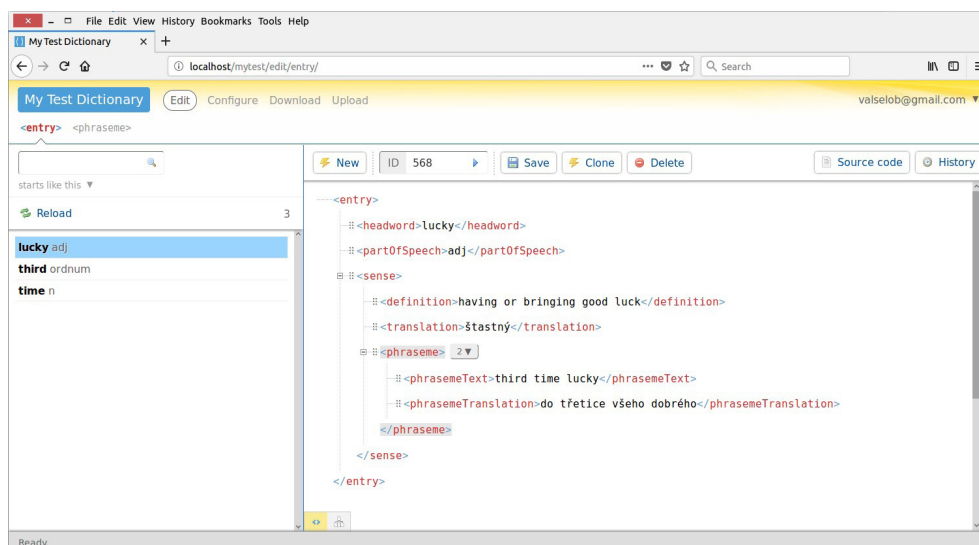 File Edit View History Bookmarks Tools Help
My Test Dictionary
localhost/mytest/edit/entry/
Search
My Test Dictionary Edit Configure Download Upload valselob@gmail.com ▼
<entry> <phraseme>
New ID 568 Save Clone Delete Source code History
starts like this ▼
Reload 3
lucky adj
third ordnum
time n
<entry>
<headword>lucky</headword>
<partOfSpeech>adj</partOfSpeech>
<sense>
<definition>having or bringing good luck</definition>
<translation>štastný</translation>
<phraseme> 2▼
<phrasemeText>third time lucky</phrasemeText>
<phrasemeTranslation>do třetice všeho dobrého</phrasemeTranslation>
</phraseme>
</sense>
</entry>
Ready